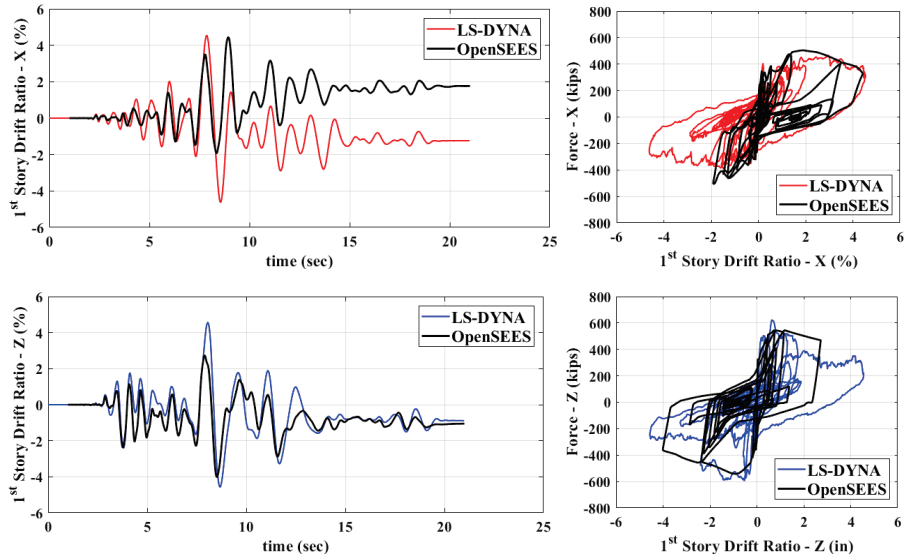 1st Story Drift Ratio - X (%)
6
4
2
0
-2
-4
-6
LS-DYNA
OpenSEES
0 5 10 15 20 25
time (sec)
Force - X (kips)
800
600
400
200
0
-200
-400
-600
-800
LS-DYNA
OpenSEES
-6 -4 -2 0 2 4 6
1st Story Drift Ratio - X (%)
1st Story Drift Ratio - Z (%)
6
4
2
0
-2
-4
-6
LS-DYNA
OpenSEES
0 5 10 15 20 25
time (sec)
Force - Z (kips)
800
600
400
200
0
-200
-400
-600
-800
LS-DYNA
OpenSEES
-6 -4 -2 0 2 4 6
1st Story Drift Ratio - Z (in)